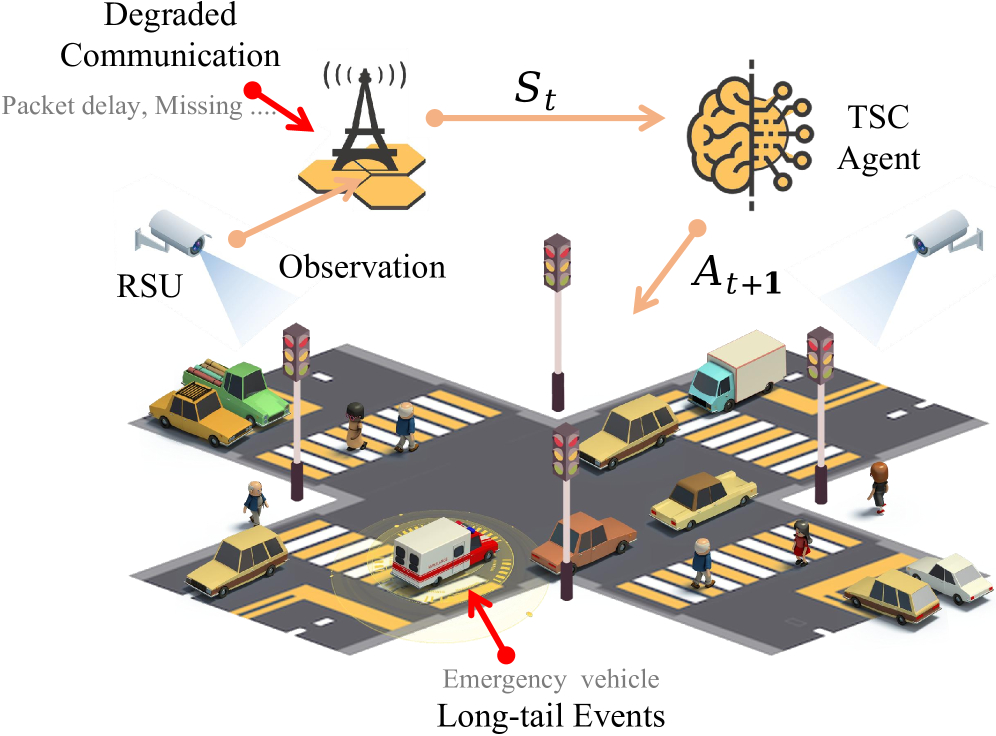 Degraded
Communication
Packet delay, Missing ....
S_t
TSC
Agent
RSU
Observation
A_{t+1}
Emergency vehicle
Long-tail Events